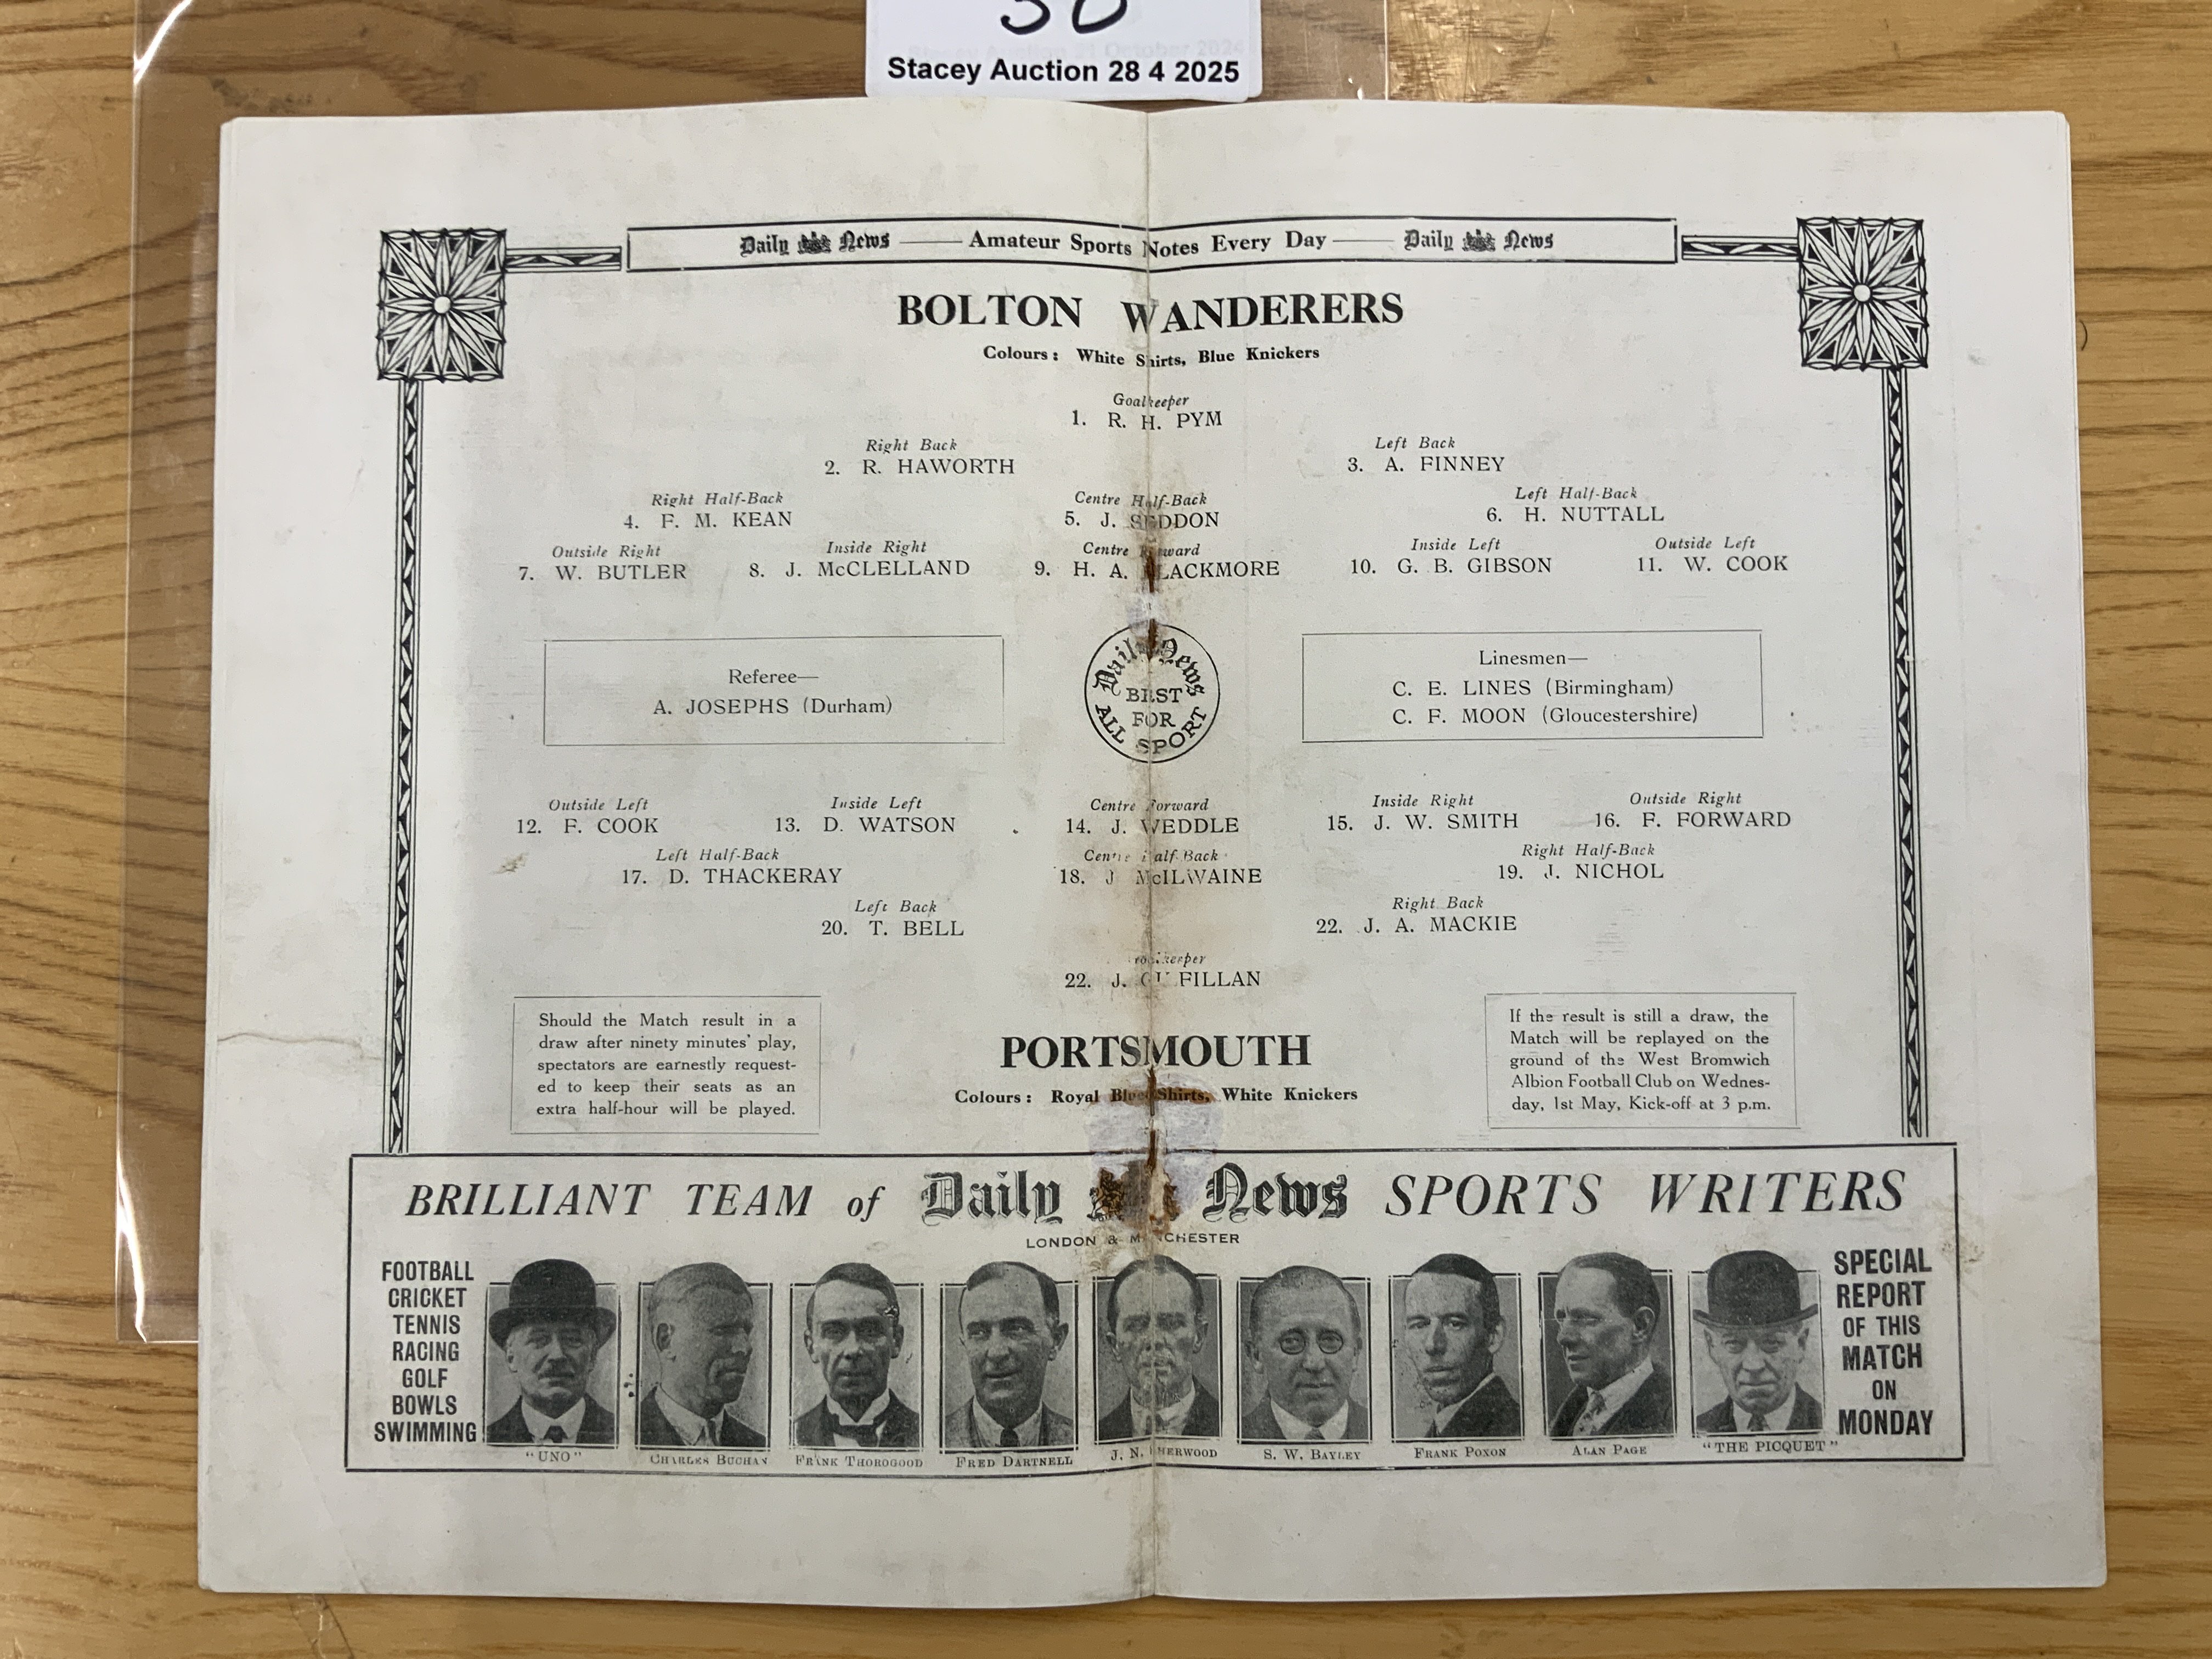 30
Stacey Auction 28 4 2025
Daily News — Amateur Sports Notes Every Day — Daily News
BOLTON WANDERERS
Colours: White Shirts, Blue Knickers
Goalkeeper
1. R. H. PYM
Right Back Left Back
2. R. HAWORTH 3. A. FINNEY
Right Half-Back Centre Half-Back Left Half-Back
4. F. M. KEAN 5. J. SEDDON 6. H. NUTTALL
Outside Right Inside Right Centre Forward Inside Left Outside Left
7. W. BUTLER 8. J. McCLELLAND 9. H. A. BLACKMORE 10. G. B. GIBSON 11. W. COOK
Referee—
A. JOSEPHS (Durham)
Daily News
BEST
FOR
ALL SPORT
Linesmen—
C. E. LINES (Birmingham)
C. F. MOON (Gloucestershire)
Outside Left Inside Left Centre Forward Inside Right Outside Right
12. F. COOK 13. D. WATSON 14. J. WEDDLE 15. J. W. SMITH 16. F. FORWARD
Left Half-Back Centre Half-Back Right Half-Back
17. D. THACKERAY 18. J McILWAINE 19. J. NICHOL
Left Back Right Back
20. T. BELL 22. J. A. MACKIE
Goalkeeper
22. J. GILFILLAN
PORTSMOUTH
Colours: Royal Blue Shirts, White Knickers
Should the Match result in a
draw after ninety minutes' play,
spectators are earnestly request-
ed to keep their seats as an
extra half-hour will be played.
If the result is still a draw, the
Match will be replayed on the
ground of the West Bromwich
Albion Football Club on Wednes-
day, 1st May, Kick-off at 3 p.m.
BRILLIANT TEAM of Daily News SPORTS WRITERS
LONDON & MANCHESTER
FOOTBALL
CRICKET
TENNIS
RACING
GOLF
BOWLS
SWIMMING
"UNO" CHARLES BUCHAN FRANK THOROGOOD FRED DARTNELL J. N. S. W. BAYLEY FRANK POXON ALAN PAGE "THE PICQUET"
SPECIAL
REPORT
OF THIS
MATCH
ON
MONDAY